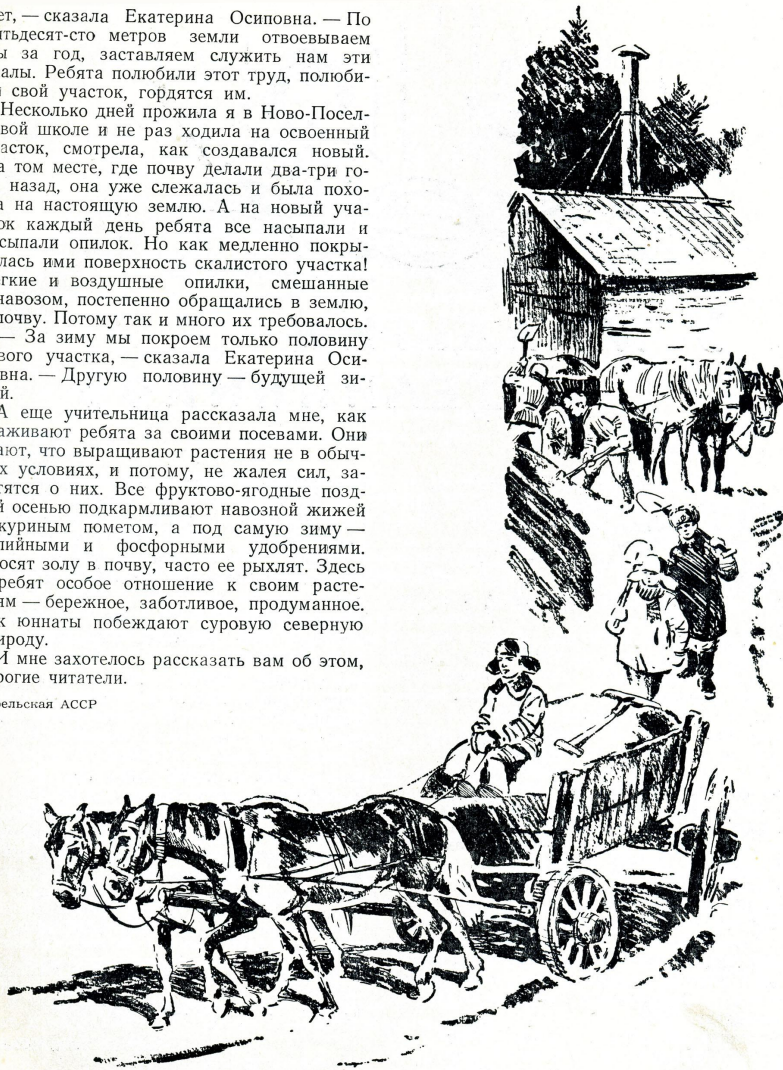 ет, — сказала Екатерина Осиповна. — По
тьдесят-сто метров земли отвоевываем
ы за год, заставляем служить нам эти
алы. Ребята полюбили этот труд, полюби-
свой участок, гордятся им.
Несколько дней прожила я в Ново-Посел-
вой школе и не раз ходила на освоенный
асток, смотрела, как создавался новый.
а том месте, где почву делали два-три го-
назад, она уже слежалась и была похо-
а на настоящую землю. А на новый уча-
ок каждый день ребята все насыпали и
сыпали опилок. Но как медленно покры-
лась ими поверхность скалистого участка!
гкие и воздушные опилки, смешанные
навозом, постепенно обращались в землю,
почву. Потому так и много их требовалось.
— За зиму мы покроем только половину
вого участка, — сказала Екатерина Оси-
вна. — Другую половину — будущей зи-
й.
А еще учительница рассказала мне, как
аживают ребята за своими посевами. Они
ают, что выращивают растения не в обыч-
х условиях, и потому, не жалея сил, за-
тятся о них. Все фруктово-ягодные позд-
й осенью подкармливают навозной жижей
куриным пометом, а под самую зиму —
лийными и фосфорными удобрениями.
осят золу в почву, часто ее рыхлят. Здесь
ребят особое отношение к своим расте-
ям — бережное, заботливое, продуманное.
к юннаты побеждают суровую северную
ироду.
И мне захотелось рассказать вам об этом,
рогие читатели.
ельская АССР